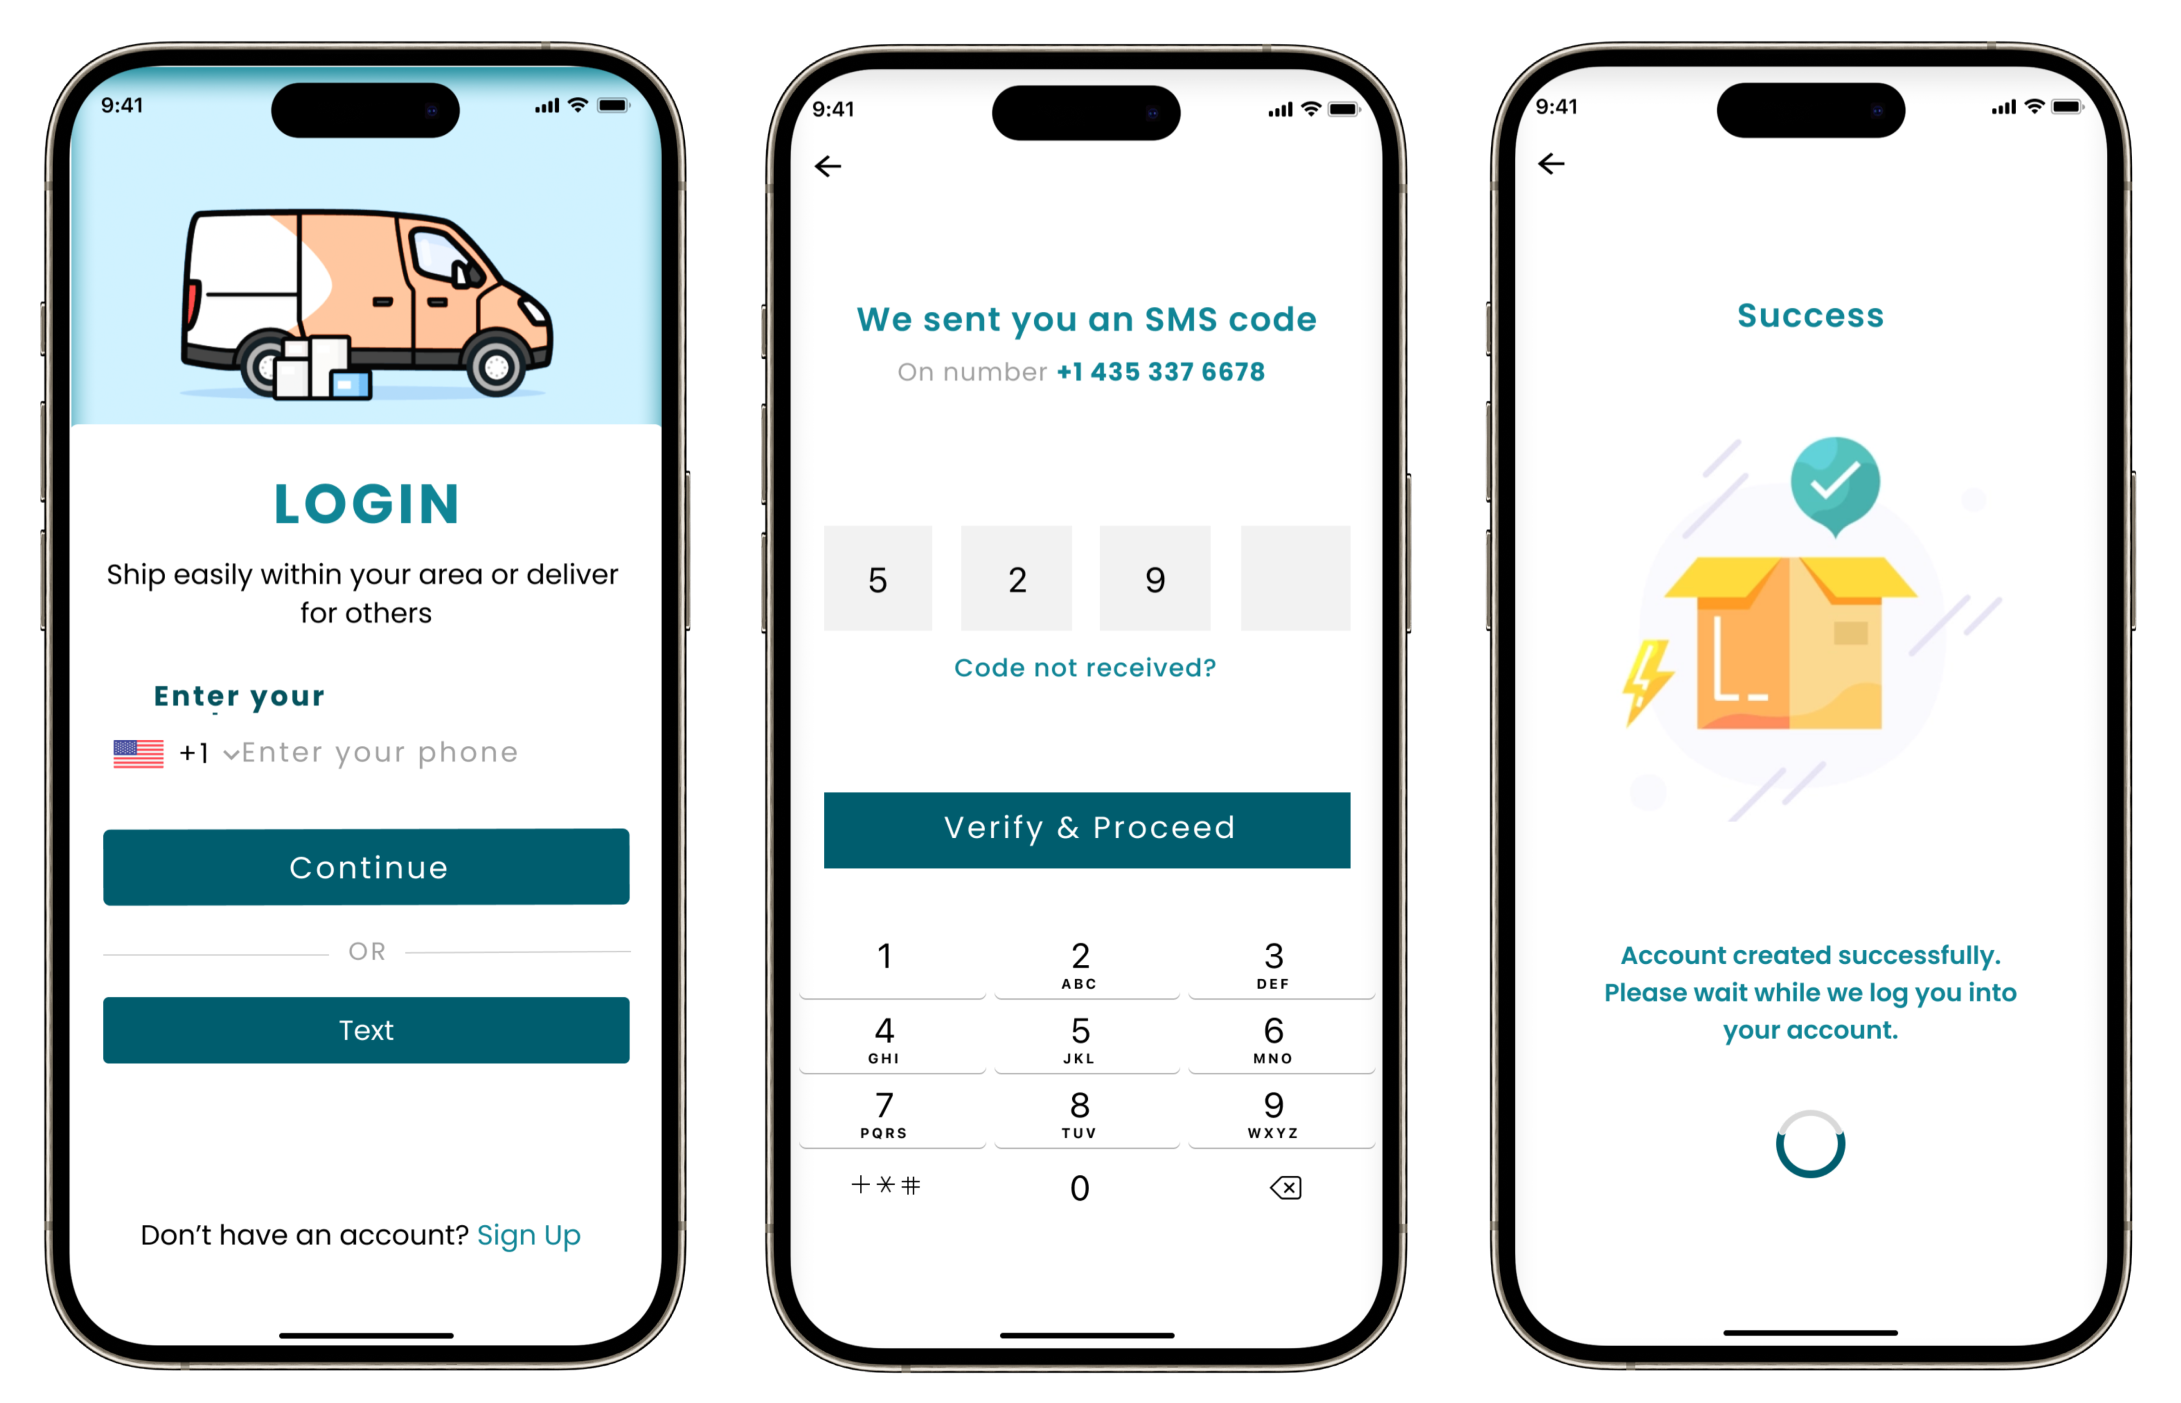 9:41
LOGIN
Ship easily within your area or deliver
for others
Enter your
+1 Enter your phone
Continue
OR
Text
Don’t have an account? Sign Up
9:41
We sent you an SMS code
On number +1 435 337 6678
5 2 9
Code not received?
Verify & Proceed
1 2 3
ABC DEF
4 5 6
GHI JKL MNO
7 8 9
PQRS TUV WXYZ
+*# 0
9:41
Success
Account created successfully.
Please wait while we log you into
your account.